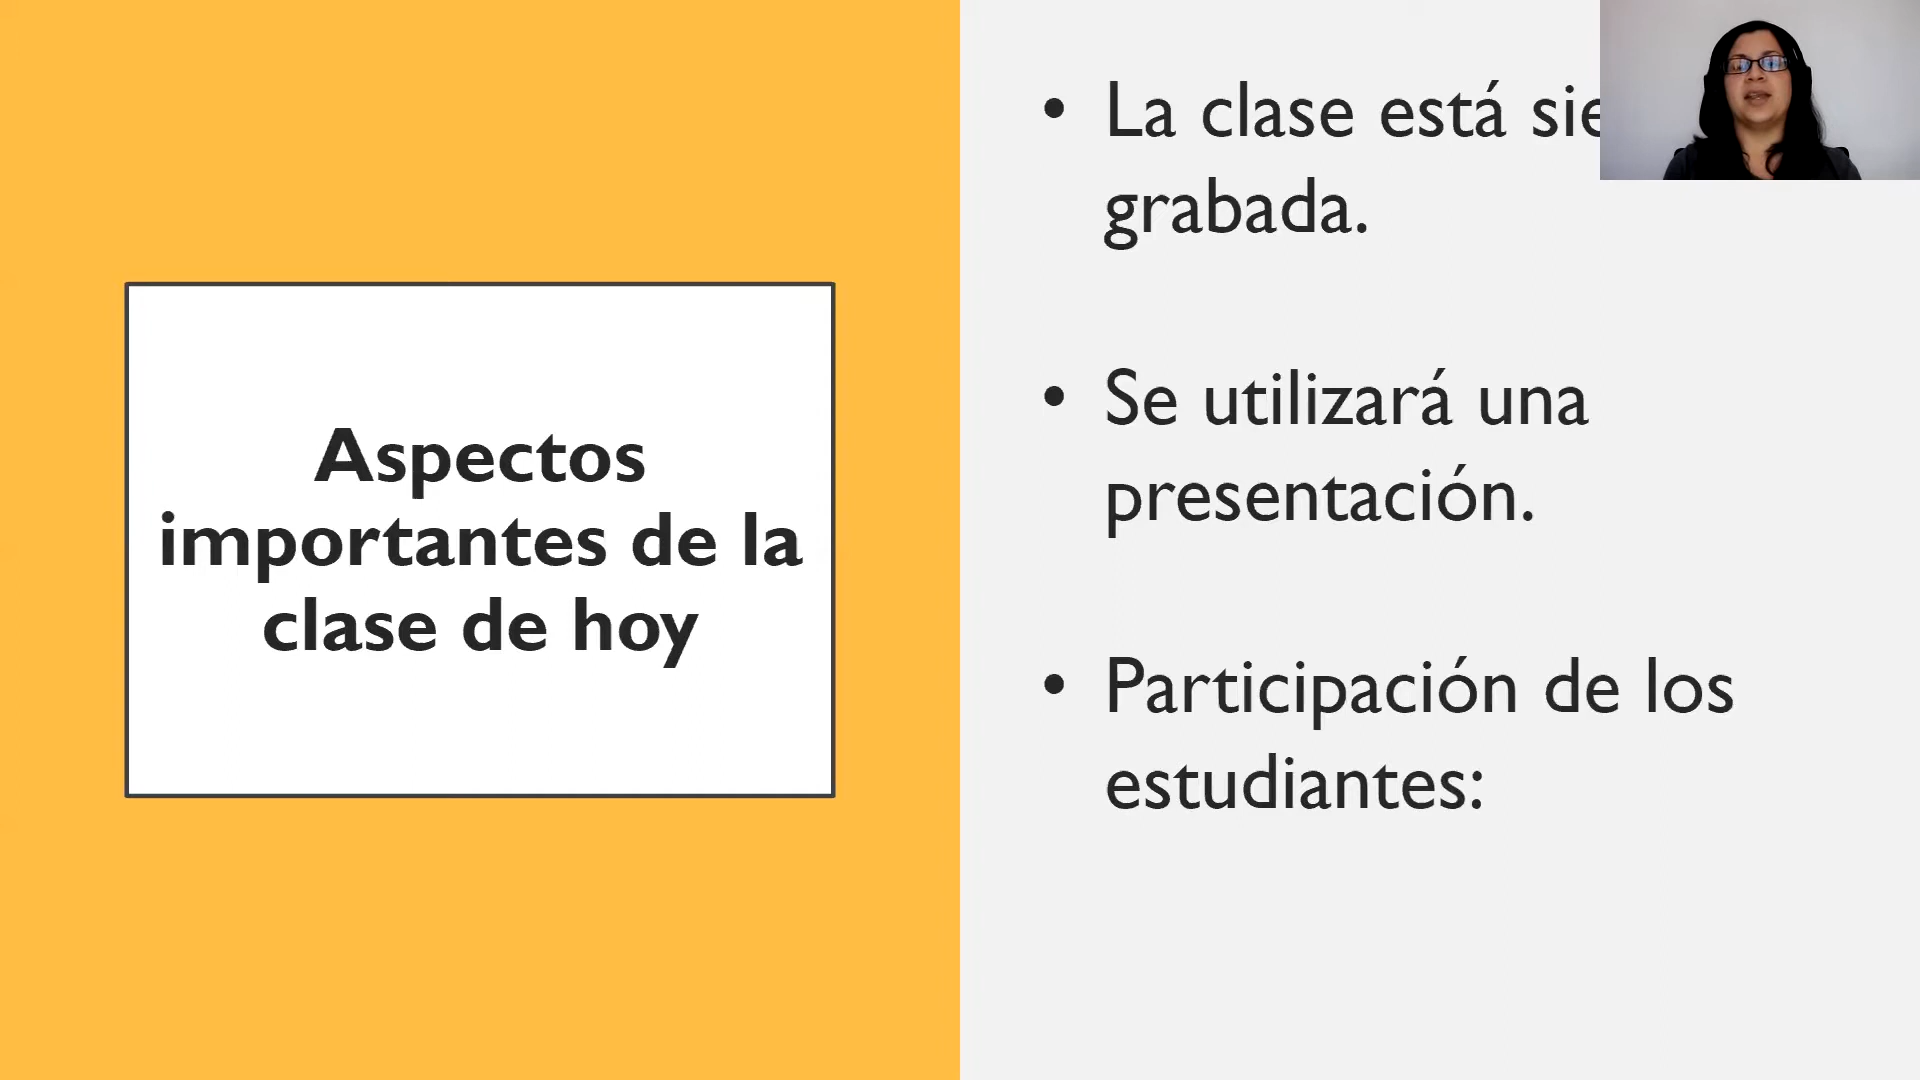 Aspectos
importantes de la
clase de hoy
• La clase está
grabada.
• Se utilizará una
presentación.
• Participación de los
estudiantes: